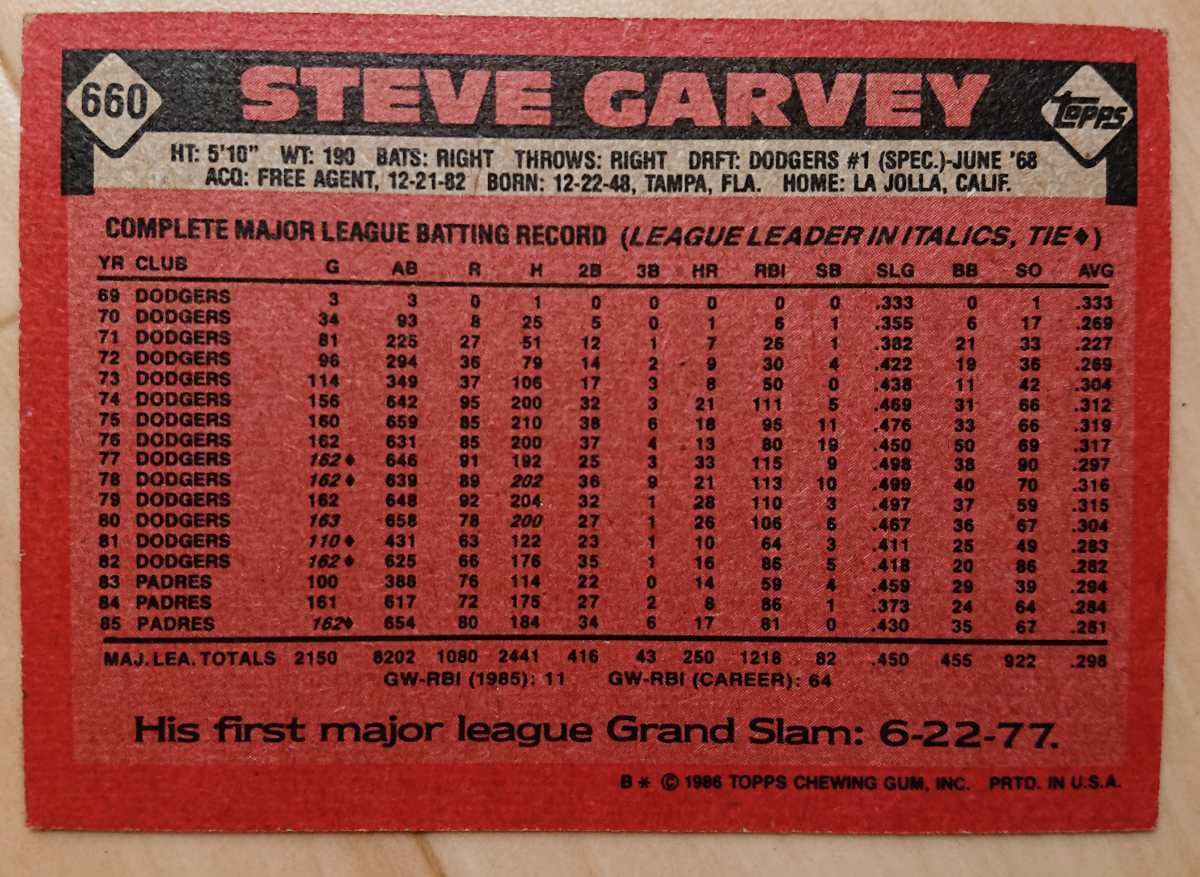 660 STEVE GARVEY Topps
HT: 5'10" WT: 190 BATS: RIGHT THROWS: RIGHT DRFT: DODGERS #1 (SPEC.)-JUNE '68
ACQ: FREE AGENT, 12-21-82 BORN: 12-22-48, TAMPA, FLA. HOME: LA JOLLA, CALIF.
COMPLETE MAJOR LEAGUE BATTING RECORD (LEAGUE LEADER IN ITALICS, TIE♦)
YR CLUB G AB R H 2B 3B HR RBI SB SLG BB SO AVG
69 DODGERS 3 3 0 1 0 0 0 0 0 .333 0 1 .333
70 DODGERS 34 93 8 25 5 0 1 6 1 .355 6 17 .269
71 DODGERS 81 225 27 51 12 1 7 26 1 .382 21 33 .227
72 DODGERS 96 294 36 79 14 2 9 30 4 .422 19 36 .269
73 DODGERS 114 349 37 106 17 3 8 50 0 .438 11 42 .304
74 DODGERS 156 642 95 200 32 3 21 111 5 .469 31 66 .312
75 DODGERS 160 659 85 210 38 6 18 95 11 .476 33 66 .319
76 DODGERS 162 631 85 200 37 4 13 80 19 .450 50 69 .317
77 DODGERS 162♦ 646 91 192 25 3 33 115 9 .498 38 90 .297
78 DODGERS 162♦ 639 89 202 36 9 21 113 10 .499 40 70 .316
79 DODGERS 162 648 92 204 32 1 28 110 3 .497 37 59 .315
80 DODGERS 163 658 78 200 27 1 26 106 6 .467 36 67 .304
81 DODGERS 110♦ 431 63 122 23 1 10 64 3 .411 25 49 .283
82 DODGERS 162♦ 625 66 176 35 1 16 86 5 .418 20 86 .282
83 PADRES 100 388 76 114 22 0 14 59 4 .459 29 39 .294
84 PADRES 161 617 72 175 27 2 8 86 1 .373 24 64 .284
85 PADRES 162♦ 654 80 184 34 6 17 81 0 .430 35 67 .281
MAJ. LEA. TOTALS 2150 8202 1080 2441 416 43 250 1218 82 .450 455 922 .298
GW-RBI (1985): 11 GW-RBI (CAREER): 64
His first major league Grand Slam: 6-22-77.
B * © 1986 TOPPS CHEWING GUM, INC. PRTD. IN U.S.A.